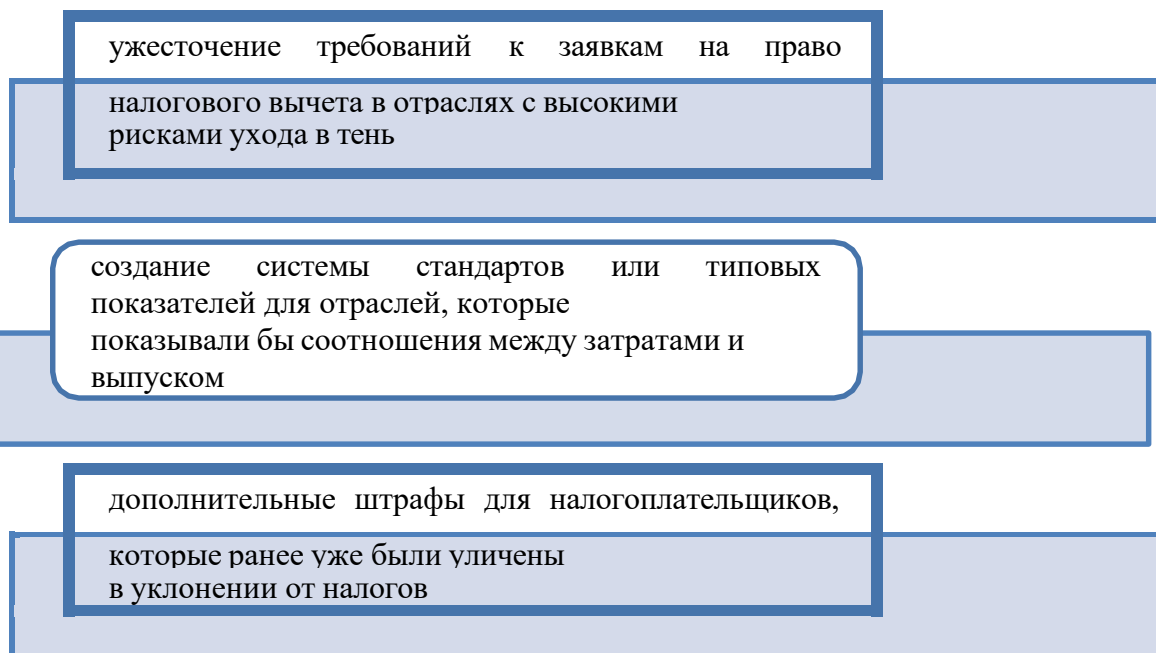 ужесточение требований к заявкам на право
налогового вычета в отраслях с высокими
рисками ухода в тень
создание системы стандартов или типовых
показателей для отраслей, которые
показывали бы соотношения между затратами и
выпуском
дополнительные штрафы для налогоплательщиков,
которые ранее уже были уличены
в уклонении от налогов